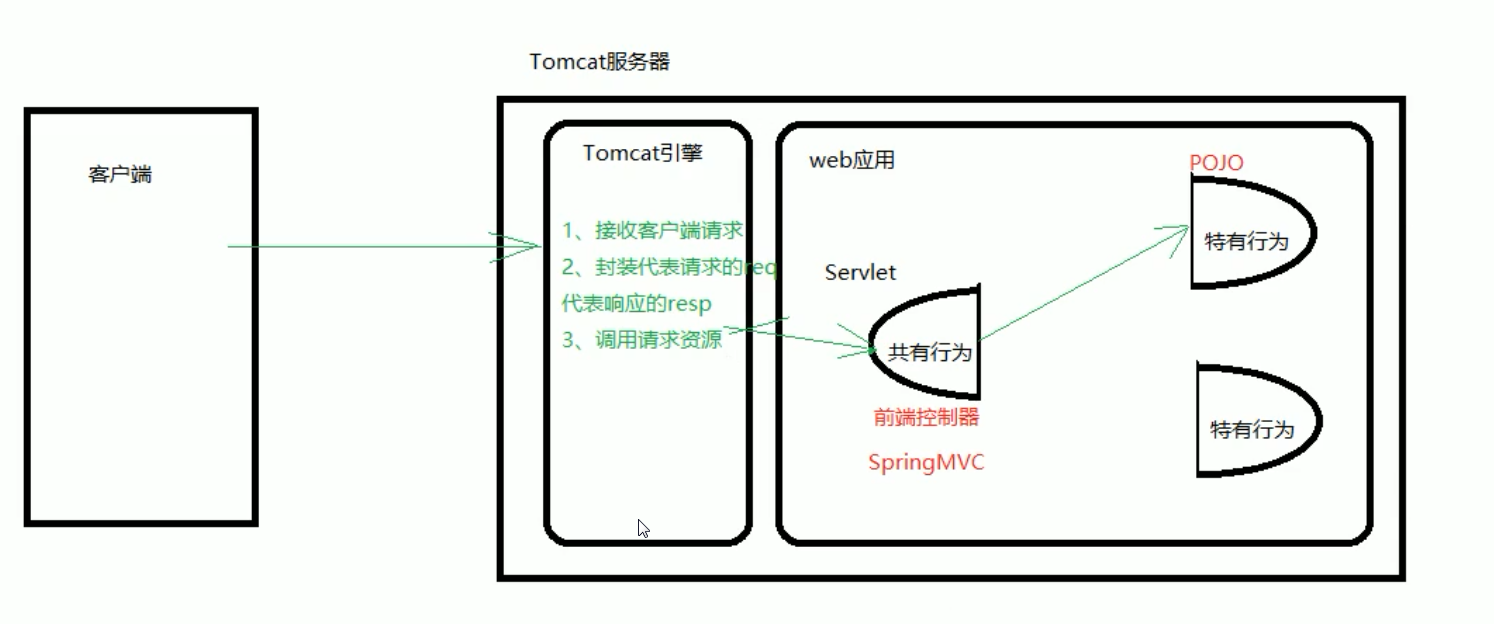 Tomcat服务器
客户端
Tomcat引擎
1、接收客户端请求
2、封装代表请求的req
代表响应的resp
3、调用请求资源
web应用
Servlet
共有行为
前端控制器
SpringMVC
POJO
特有行为
特有行为